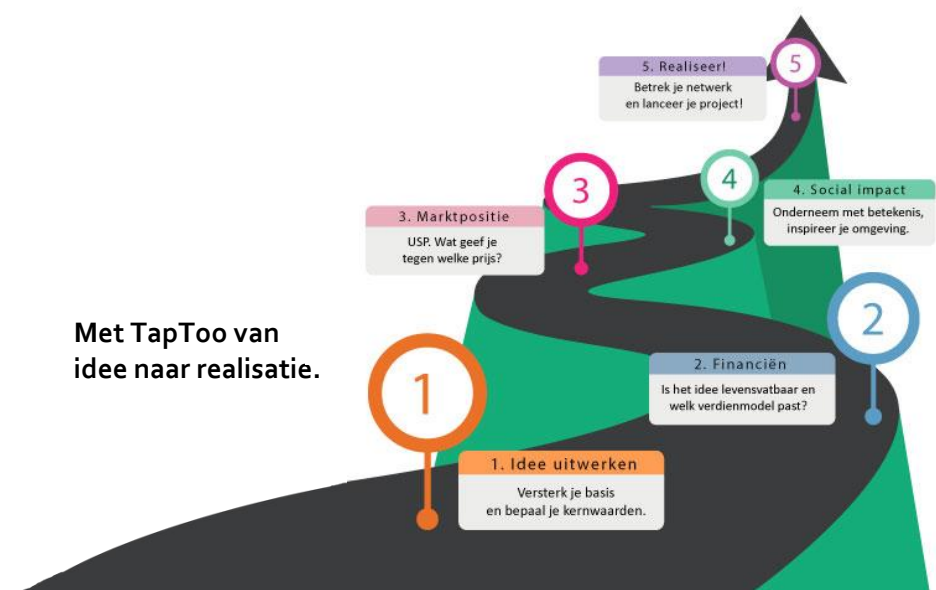 5. Realiseer!
Betrek je netwerk
en lanceer je project!
5
4
4. Social impact
Onderneem met betekenis,
inspireer je omgeving.
3
3. Marktpositie
USP. Wat geef je
tegen welke prijs?
Met TapToo van
idee naar realisatie.
2
2. Financiën
Is het idee levensvatbaar en
welk verdienmodel past?
1
1. Idee uitwerken
Versterk je basis
en bepaal je kernwaarden.